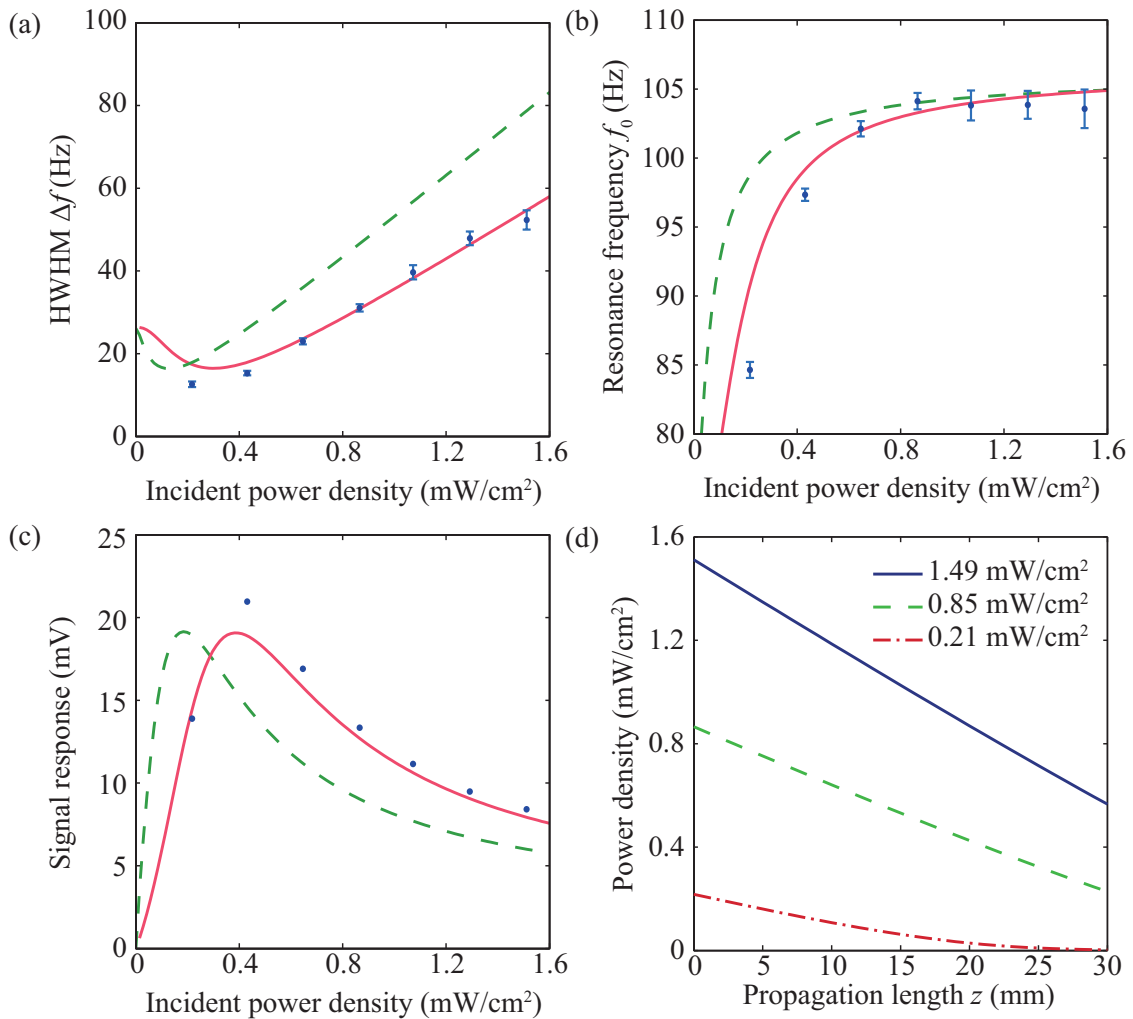 (a)
100
80
60
40
20
0
HWHM Δf (Hz)
0 0.4 0.8 1.2 1.6
Incident power density (mW/cm²)
(b)
110
105
100
95
90
85
80
Resonance frequency f₀ (Hz)
0 0.4 0.8 1.2 1.6
Incident power density (mW/cm²)
(c)
25
20
15
10
5
0
Signal response (mV)
0 0.4 0.8 1.2 1.6
Incident power density (mW/cm²)
(d)
1.6
1.2
0.8
0.4
0
Power density (mW/cm²)
1.49 mW/cm²
0.85 mW/cm²
0.21 mW/cm²
0 5 10 15 20 25 30
Propagation length z (mm)